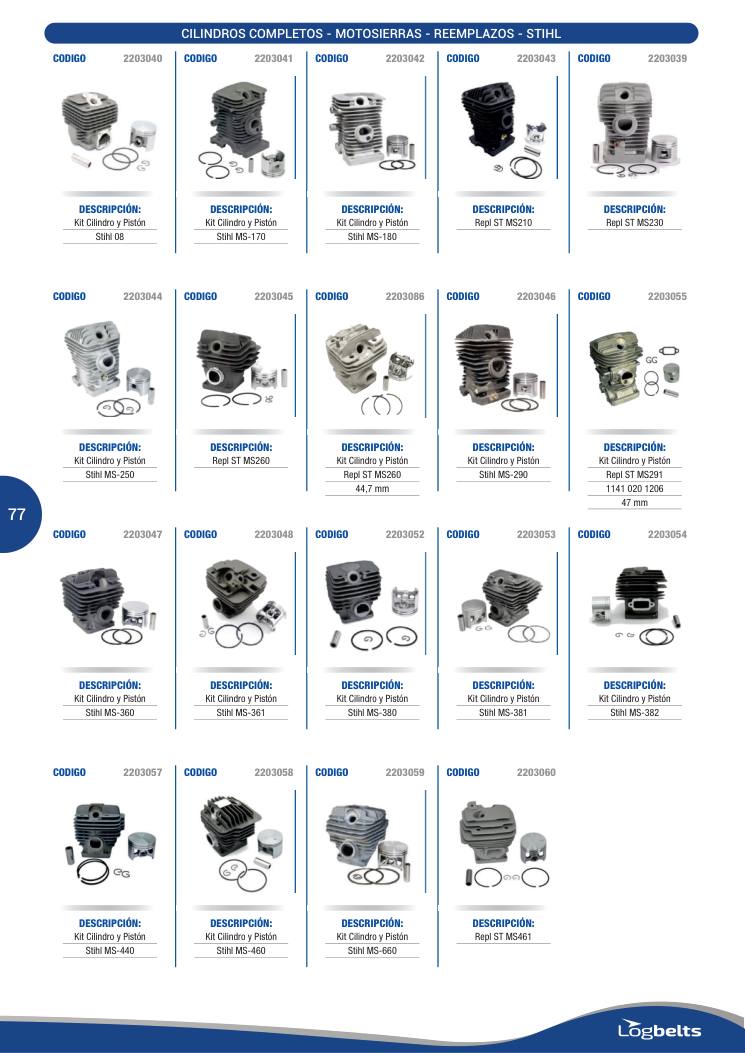 CILINDROS COMPLETOS - MOTOSIERRAS - REEMPLAZOS - STIHL
CODIGO 2203040
DESCRIPCIÓN:
Kit Cilindro y Pistón
Stihl 08
CODIGO 2203041
DESCRIPCIÓN:
Kit Cilindro y Pistón
Stihl MS-170
CODIGO 2203042
DESCRIPCIÓN:
Kit Cilindro y Pistón
Stihl MS-180
CODIGO 2203043
DESCRIPCIÓN:
Repl ST MS210
CODIGO 2203039
DESCRIPCIÓN:
Repl ST MS230
CODIGO 2203044
DESCRIPCIÓN:
Kit Cilindro y Pistón
Stihl MS-250
CODIGO 2203045
DESCRIPCIÓN:
Repl ST MS260
CODIGO 2203086
DESCRIPCIÓN:
Kit Cilindro y Pistón
Repl ST MS260
44,7 mm
CODIGO 2203046
DESCRIPCIÓN:
Kit Cilindro y Pistón
Stihl MS-290
CODIGO 2203055
DESCRIPCIÓN:
Kit Cilindro y Pistón
Repl ST MS291
1141 020 1206
47 mm
77
CODIGO 2203047
DESCRIPCIÓN:
Kit Cilindro y Pistón
Stihl MS-360
CODIGO 2203048
DESCRIPCIÓN:
Kit Cilindro y Pistón
Stihl MS-361
CODIGO 2203052
DESCRIPCIÓN:
Kit Cilindro y Pistón
Stihl MS-380
CODIGO 2203053
DESCRIPCIÓN:
Kit Cilindro y Pistón
Stihl MS-381
CODIGO 2203054
DESCRIPCIÓN:
Kit Cilindro y Pistón
Stihl MS-382
CODIGO 2203057
DESCRIPCIÓN:
Kit Cilindro y Pistón
Stihl MS-440
CODIGO 2203058
DESCRIPCIÓN:
Kit Cilindro y Pistón
Stihl MS-460
CODIGO 2203059
DESCRIPCIÓN:
Kit Cilindro y Pistón
Stihl MS-660
CODIGO 2203060
DESCRIPCIÓN:
Repl ST MS461
Logbelts